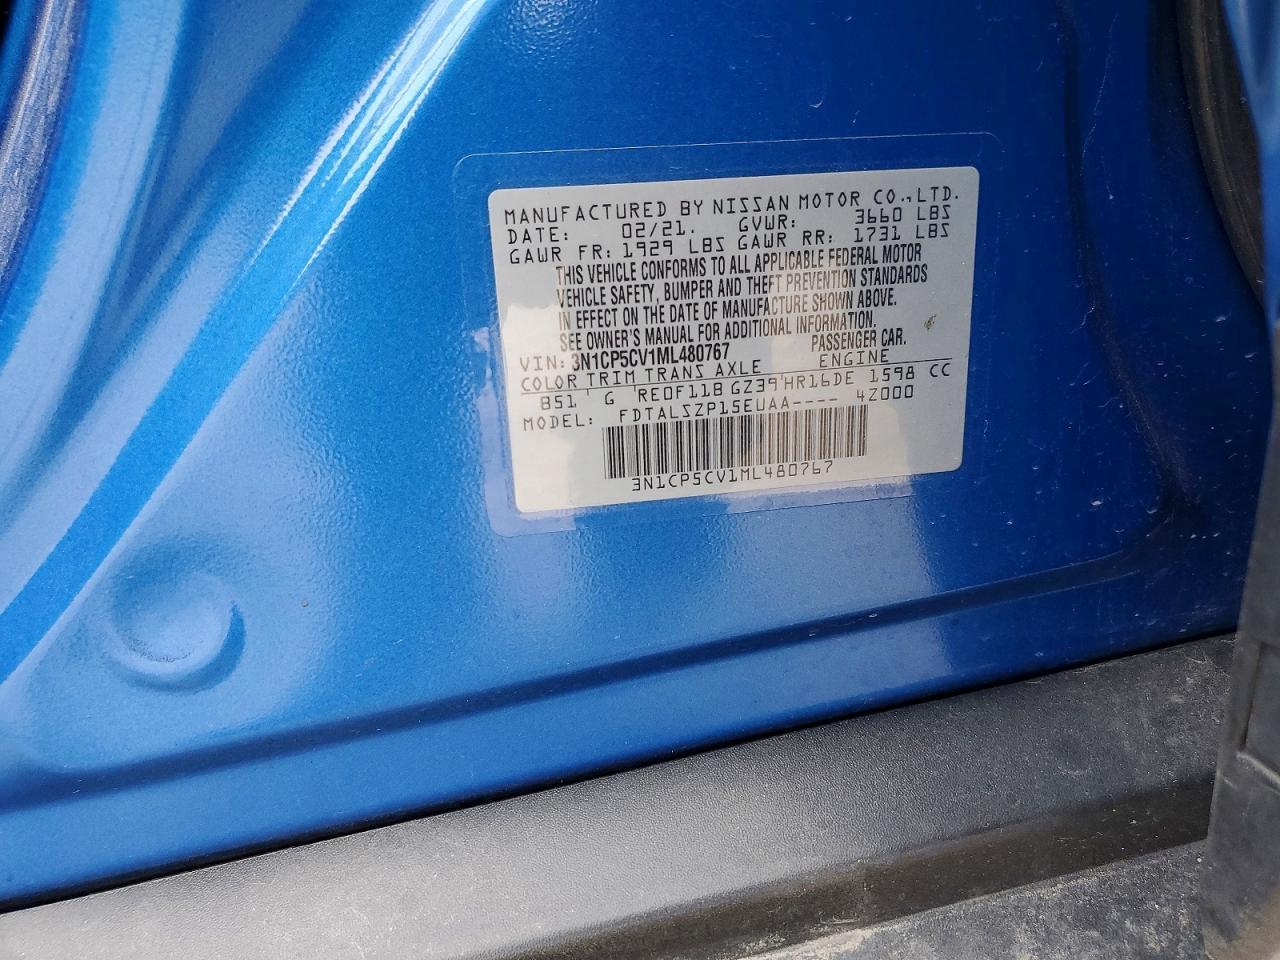 MANUFACTURED BY NISSAN MOTOR CO.,LTD.
DATE: 02/21. GVWR: 3660 LBS
GAWR FR: 1929 LBS GAWR RR: 1731 LBS
THIS VEHICLE CONFORMS TO ALL APPLICABLE FEDERAL MOTOR
VEHICLE SAFETY, BUMPER AND THEFT PREVENTION STANDARDS
IN EFFECT ON THE DATE OF MANUFACTURE SHOWN ABOVE.
SEE OWNER'S MANUAL FOR ADDITIONAL INFORMATION.
VIN: 3N1CP5CV1ML480767 PASSENGER CAR.
COLOR TRIM TRANS AXLE ENGINE
B51 G RE0F11B GZ39 HR16DE 1598 CC
MODEL: FDTALSZP15EUAA---- 4Z000
3N1CP5CV1ML480767